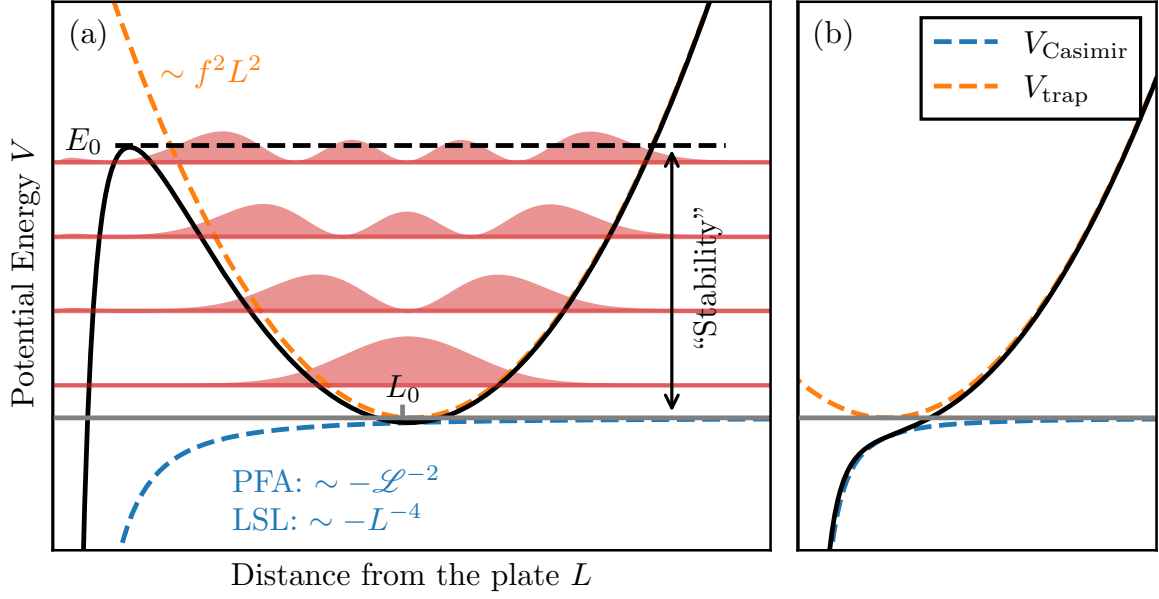 (a)
∼ f²L²
E₀
Potential Energy V
"Stability"
L₀
PFA: ∼ −ℒ⁻²
LSL: ∼ −L⁻⁴
Distance from the plate L
(b)
V_Casimir
V_trap